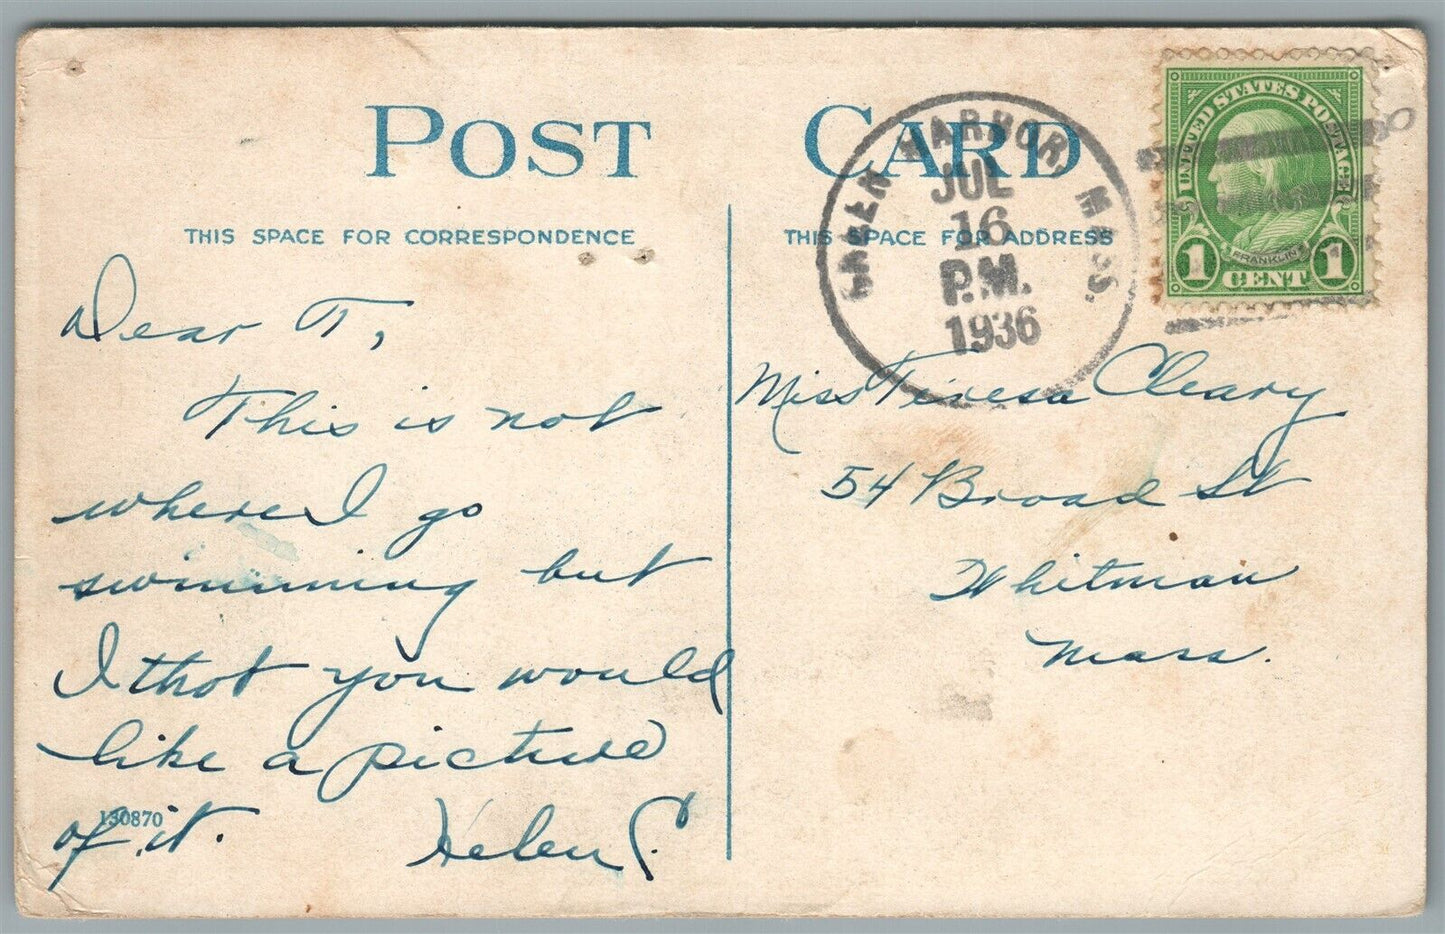 POST CARD
THIS SPACE FOR CORRESPONDENCE
Dear T,
This is not
where I go
swimming but
I thot you would
like a picture
of it.
Helen C.
130870
THIS SPACE FOR ADDRESS
GREEN HARBOR, MASS.
JUL
16
P.M.
1936
UNITED STATES POSTAGE
FRANKLIN
1 CENT 1
Miss Teresa Cleary
54 Broad St
Whitman
Mass.